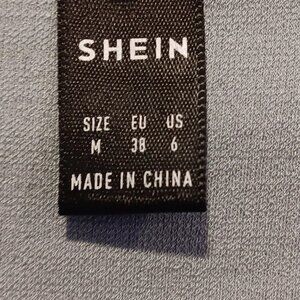 SHEIN
SIZE EU US
M 38 6
MADE IN CHINA